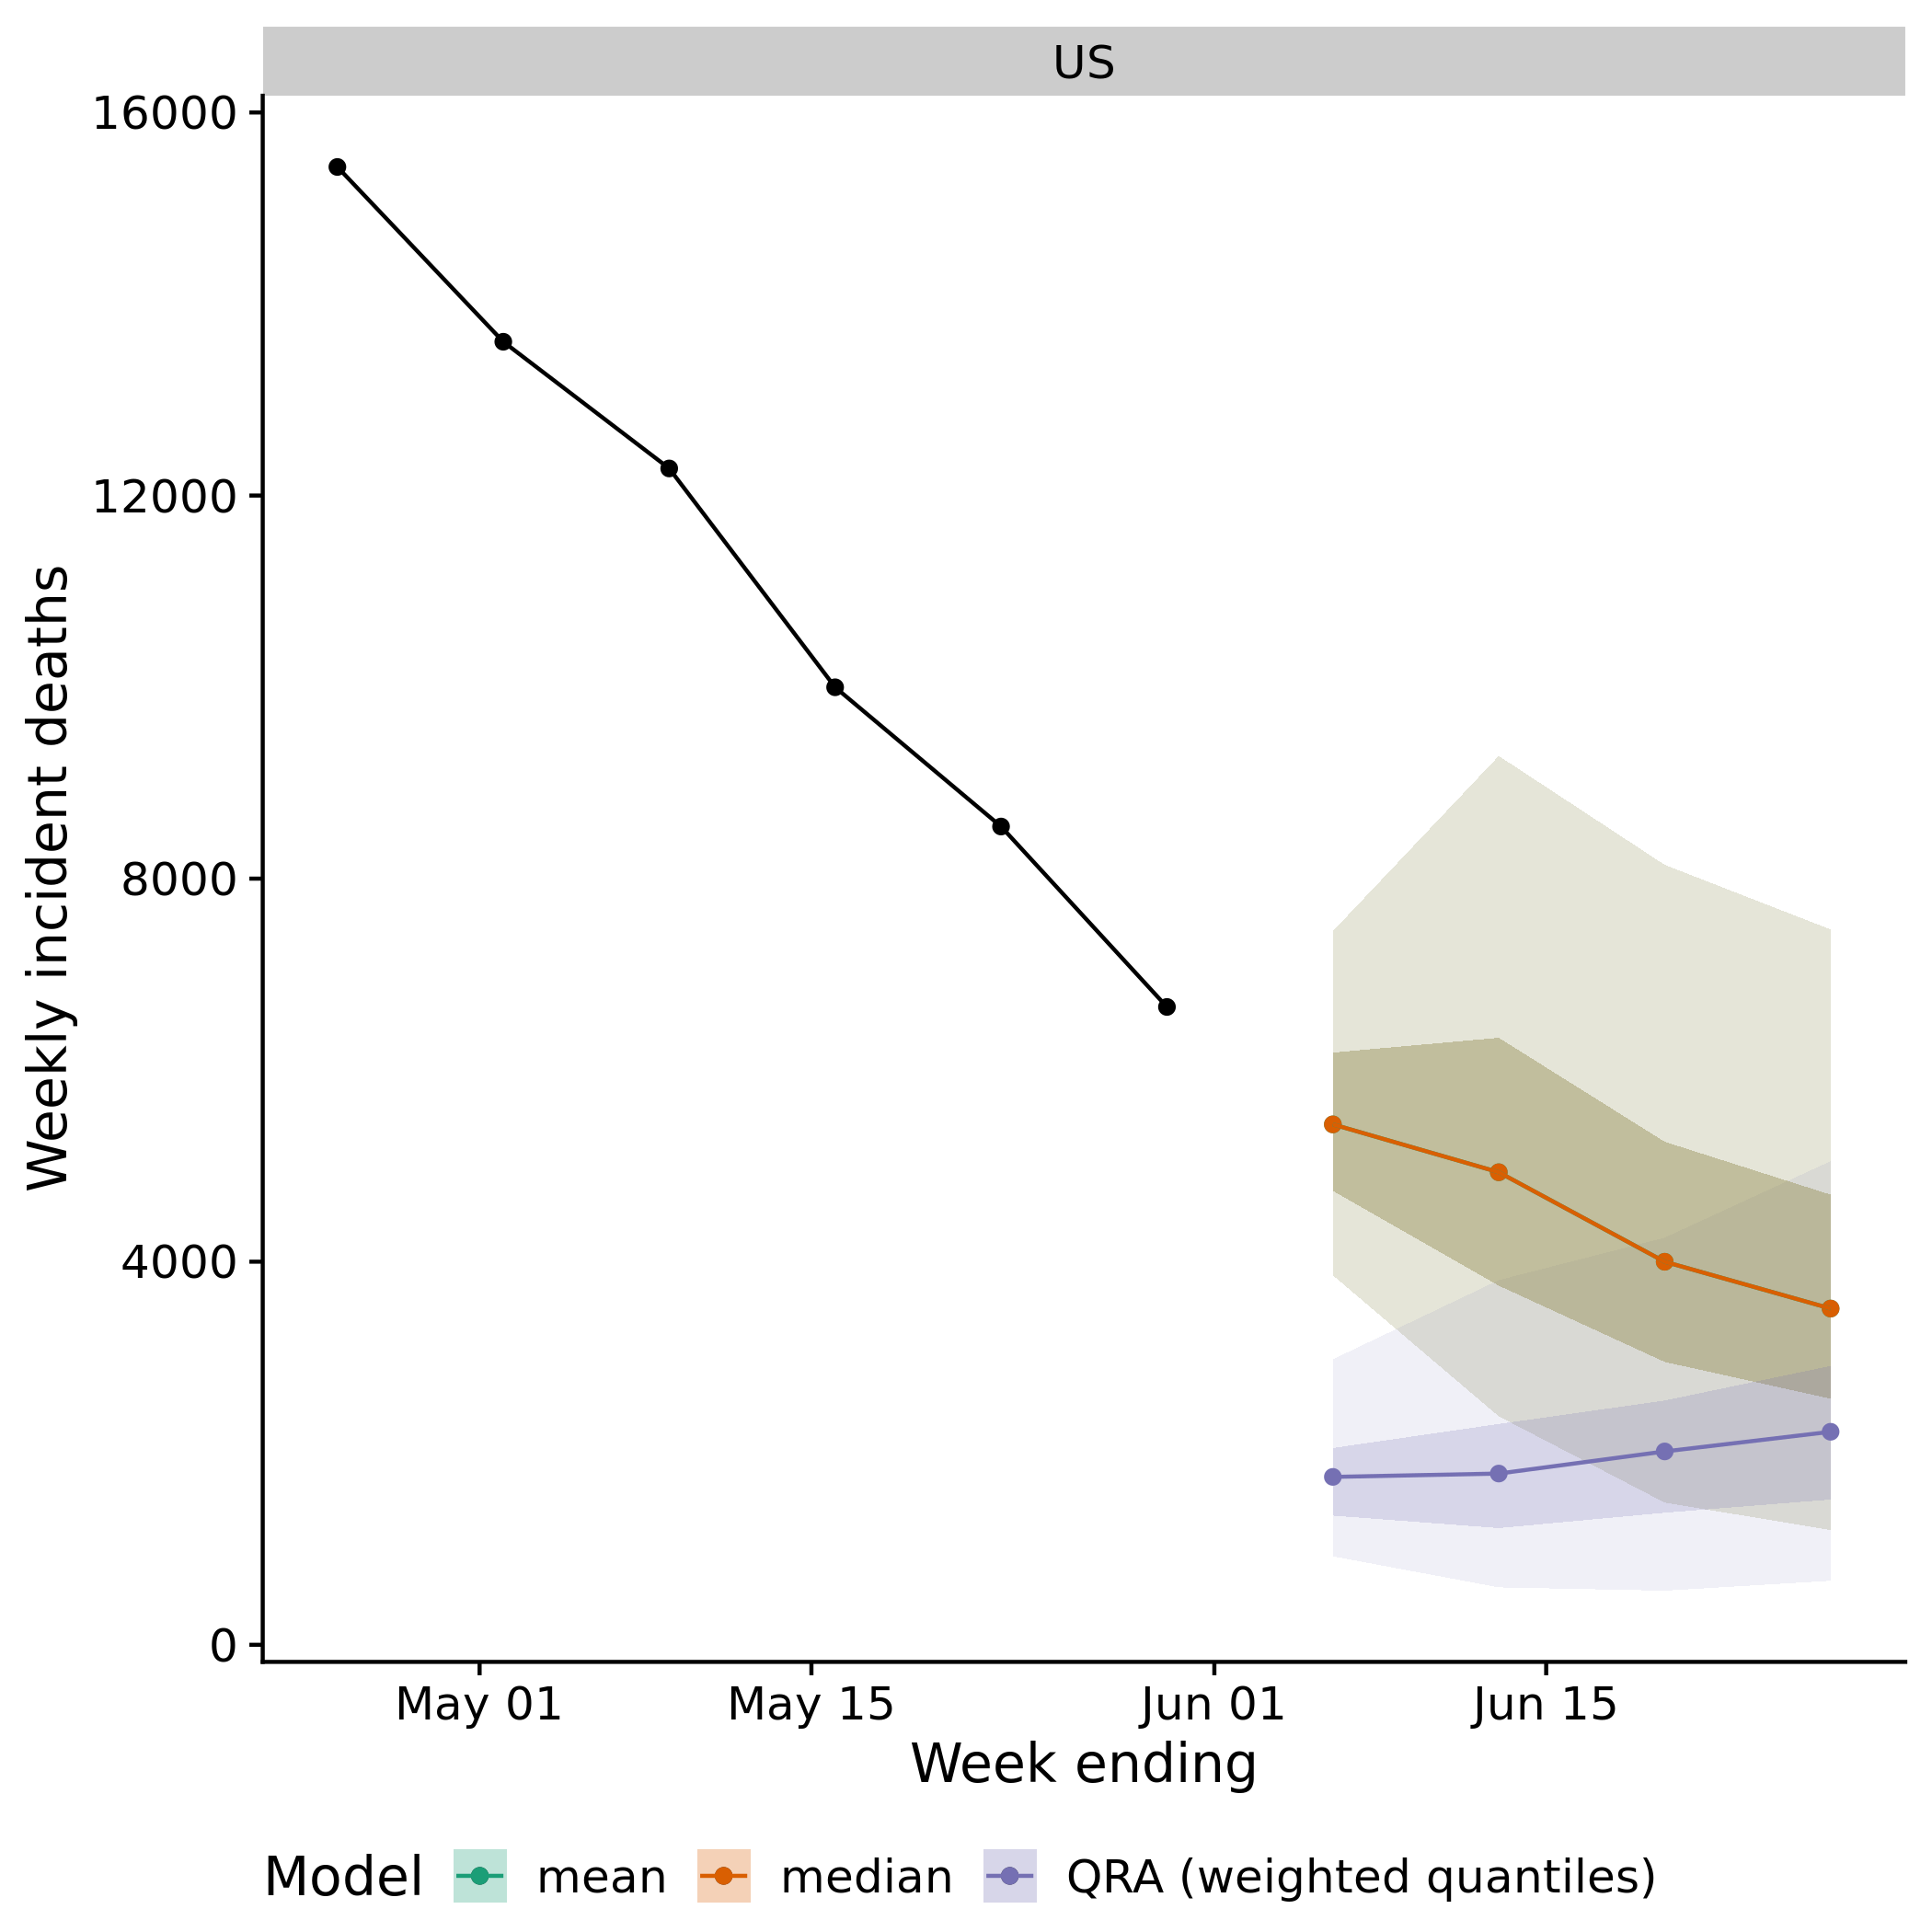 US
16000
12000
8000
4000
0
Weekly incident deaths
May 01 May 15 Jun 01 Jun 15
Week ending
Model mean median QRA (weighted quantiles)